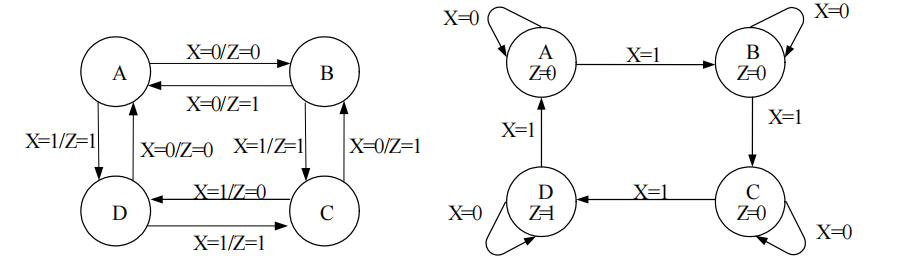 X=0/Z=0
A
B
X=0/Z=1
X=1/Z=1
X=0/Z=0
X=1/Z=1
X=0/Z=1
X=1/Z=0
D
C
X=1/Z=1
X=0
X=0
A
Z=0
X=1
B
Z=0
X=1
X=1
D
Z=1
X=1
C
Z=0
X=0
X=0